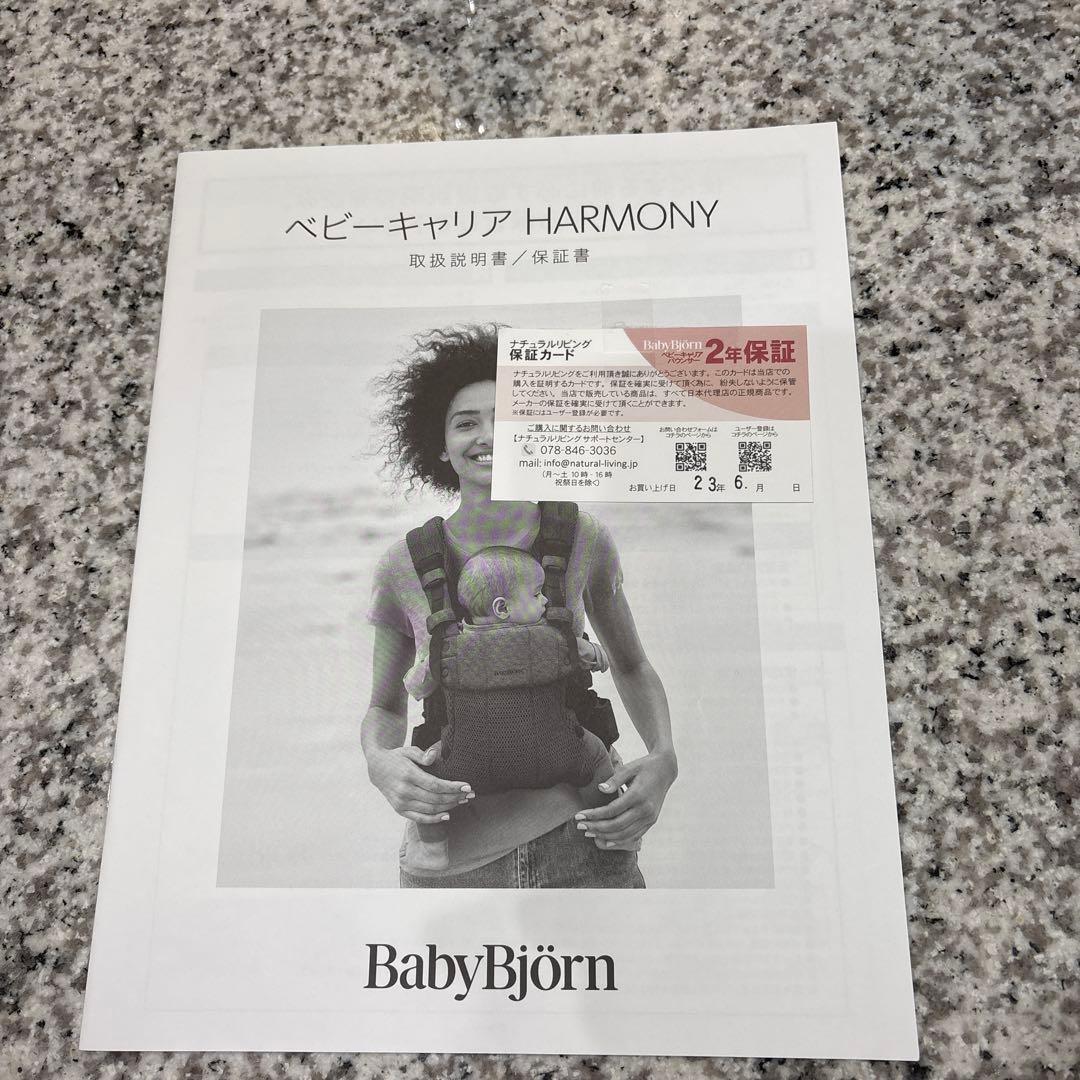 ベビーキャリア HARMONY
取扱説明書／保証書
ナチュラルリビング
保証カード
BabyBjörn
ベビーキャリア
バウンサー
2年保証
ナチュラルリビングをご利用頂き誠にありがとうございます。このカードは当店での
購入を証明するカードです。保証を確実に受けて頂く為に、紛失しないように保管
してください。当店で販売している商品は、すべて日本代理店の正規商品です。
メーカーの保証を確実に受けて頂くことができます。
※保証にはユーザー登録が必要です。
ご購入に関するお問い合わせ
【ナチュラルリビング サポートセンター】
078-846-3036
mail: info@natural-living.jp
(月～土 10時-16時
祝祭日を除く)
お問い合わせフォームは
コチラのページから
ユーザー登録は
コチラのページから
お買い上げ日 23年 6.月 日
BABYBJÖRN
BabyBjörn